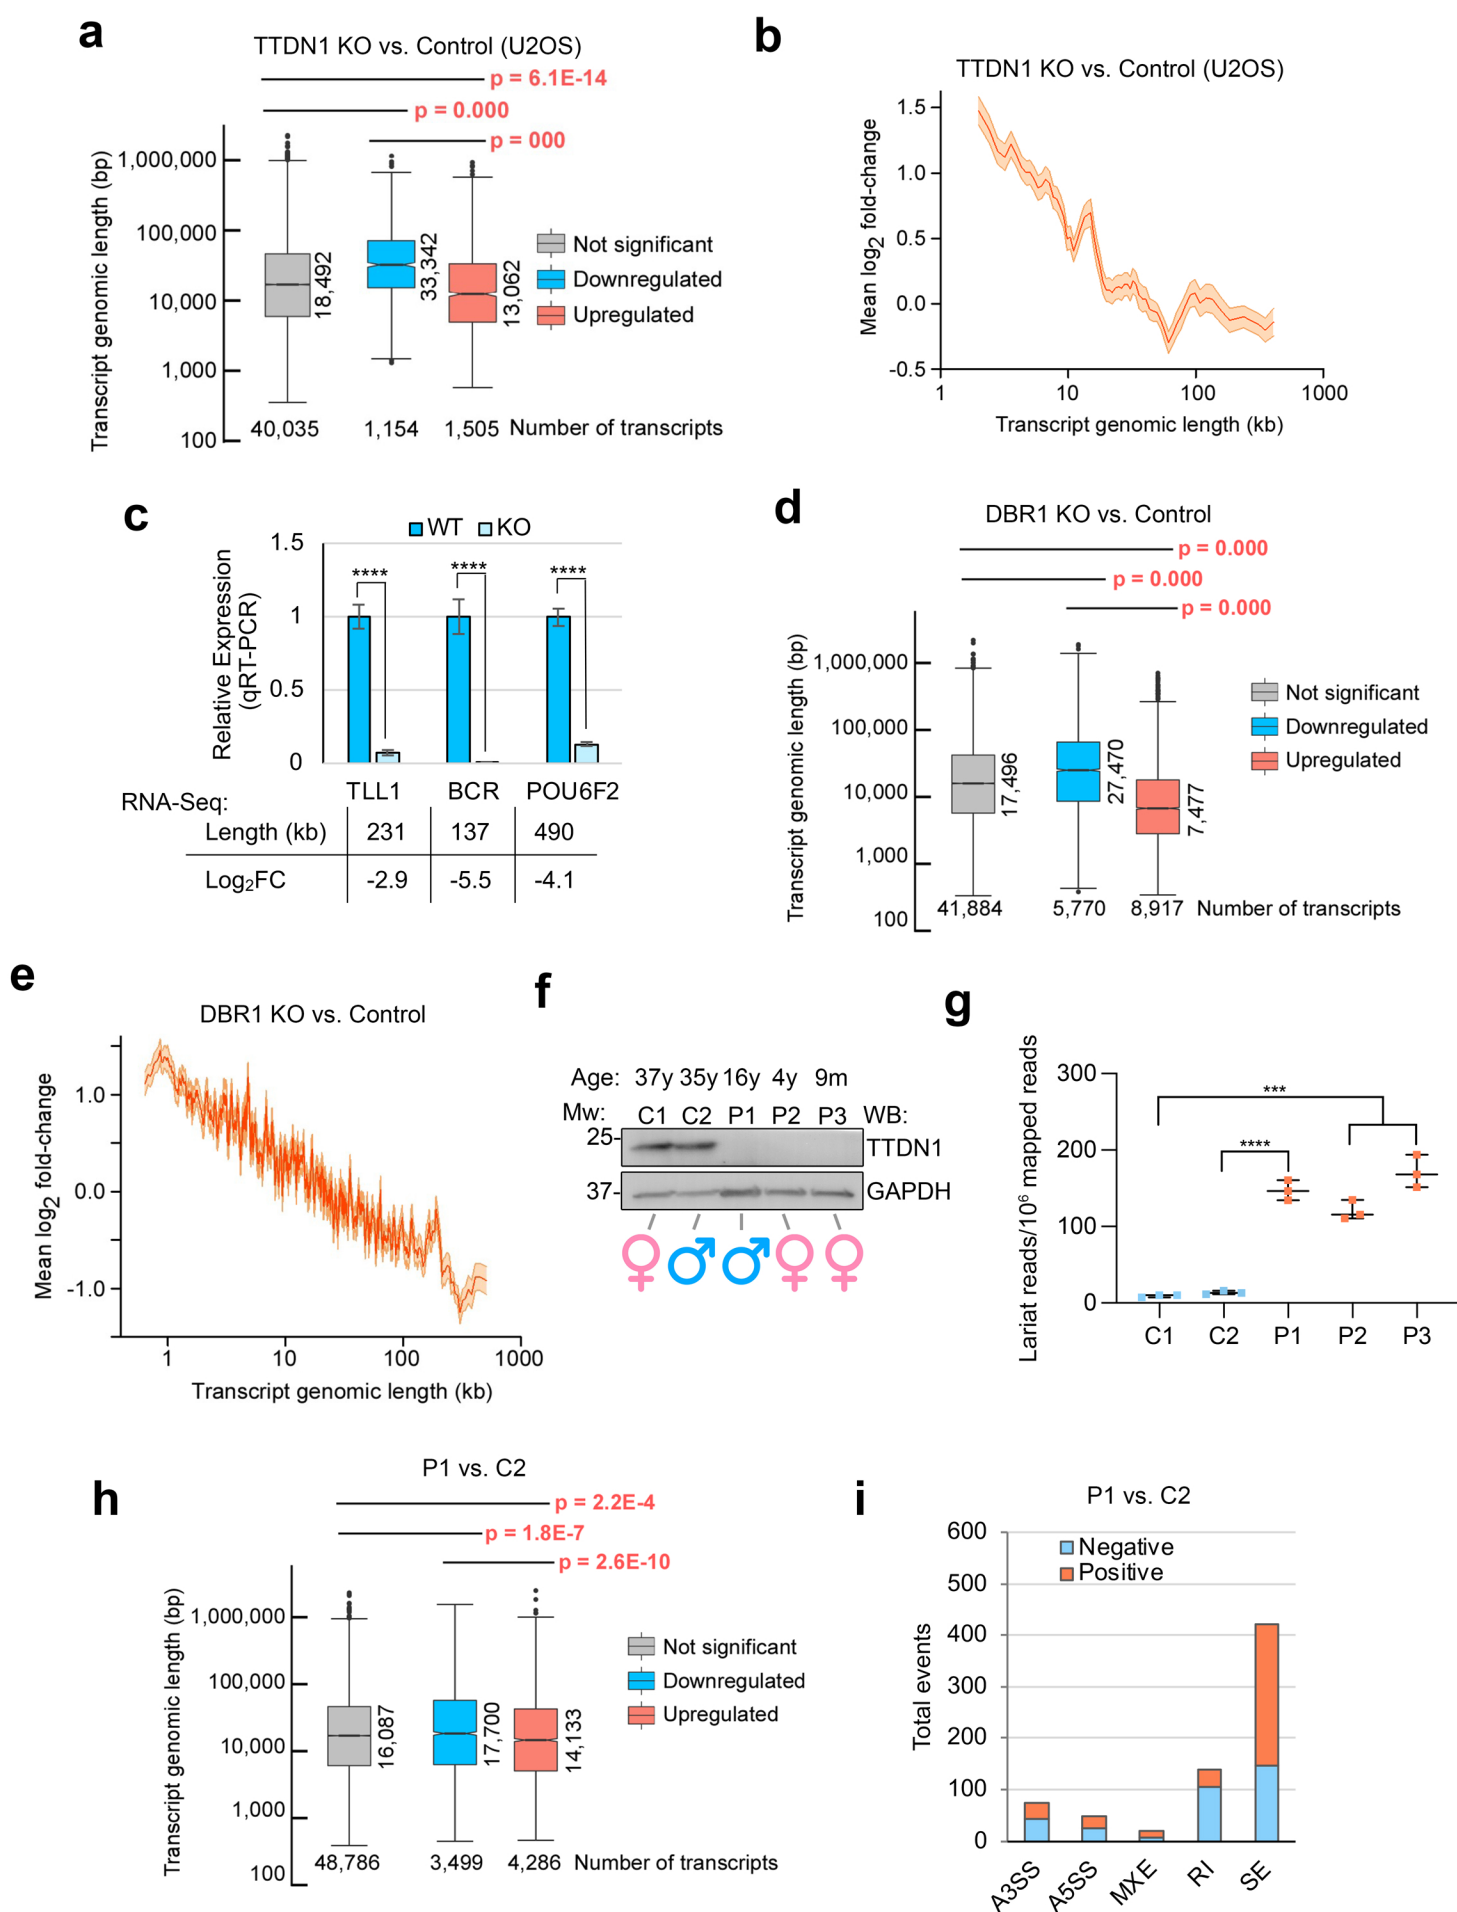 a
TTDN1 KO vs. Control (U2OS)
p = 6.1E-14
p = 0.000
p = 000
Transcript genomic length (bp)
1,000,000
100,000
10,000
1,000
100
18,492
33,342
13,062
Not significant
Downregulated
Upregulated
40,035 1,154 1,505 Number of transcripts
b
TTDN1 KO vs. Control (U2OS)
Mean log2 fold-change
1.5
1.0
0.5
0.0
-0.5
1 10 100 1000
Transcript genomic length (kb)
c
WT KO
Relative Expression
(qRT-PCR)
1.5
1
0.5
0
**** **** ****
TLL1 BCR POU6F2
RNA-Seq:
Length (kb) 231 137 490
Log2FC -2.9 -5.5 -4.1
d
DBR1 KO vs. Control
p = 0.000
p = 0.000
p = 0.000
Transcript genomic length (bp)
1,000,000
100,000
10,000
1,000
100
17,496
27,470
7,477
Not significant
Downregulated
Upregulated
41,884 5,770 8,917 Number of transcripts
e
DBR1 KO vs. Control
Mean log2 fold-change
1.0
0.0
-1.0
1 10 100 1000
Transcript genomic length (kb)
f
Age: 37y 35y 16y 4y 9m
Mw: C1 C2 P1 P2 P3 WB:
25- TTDN1
37- GAPDH
♀ ♂ ♂ ♀ ♀
g
Lariat reads/10⁶ mapped reads
300
200
100
0
***
****
C1 C2 P1 P2 P3
h
P1 vs. C2
p = 2.2E-4
p = 1.8E-7
p = 2.6E-10
Transcript genomic length (bp)
1,000,000
100,000
10,000
1,000
100
16,087
17,700
14,133
Not significant
Downregulated
Upregulated
48,786 3,499 4,286 Number of transcripts
i
P1 vs. C2
Negative
Positive
Total events
600
500
400
300
200
100
0
A3SS A5SS MXE RI SE